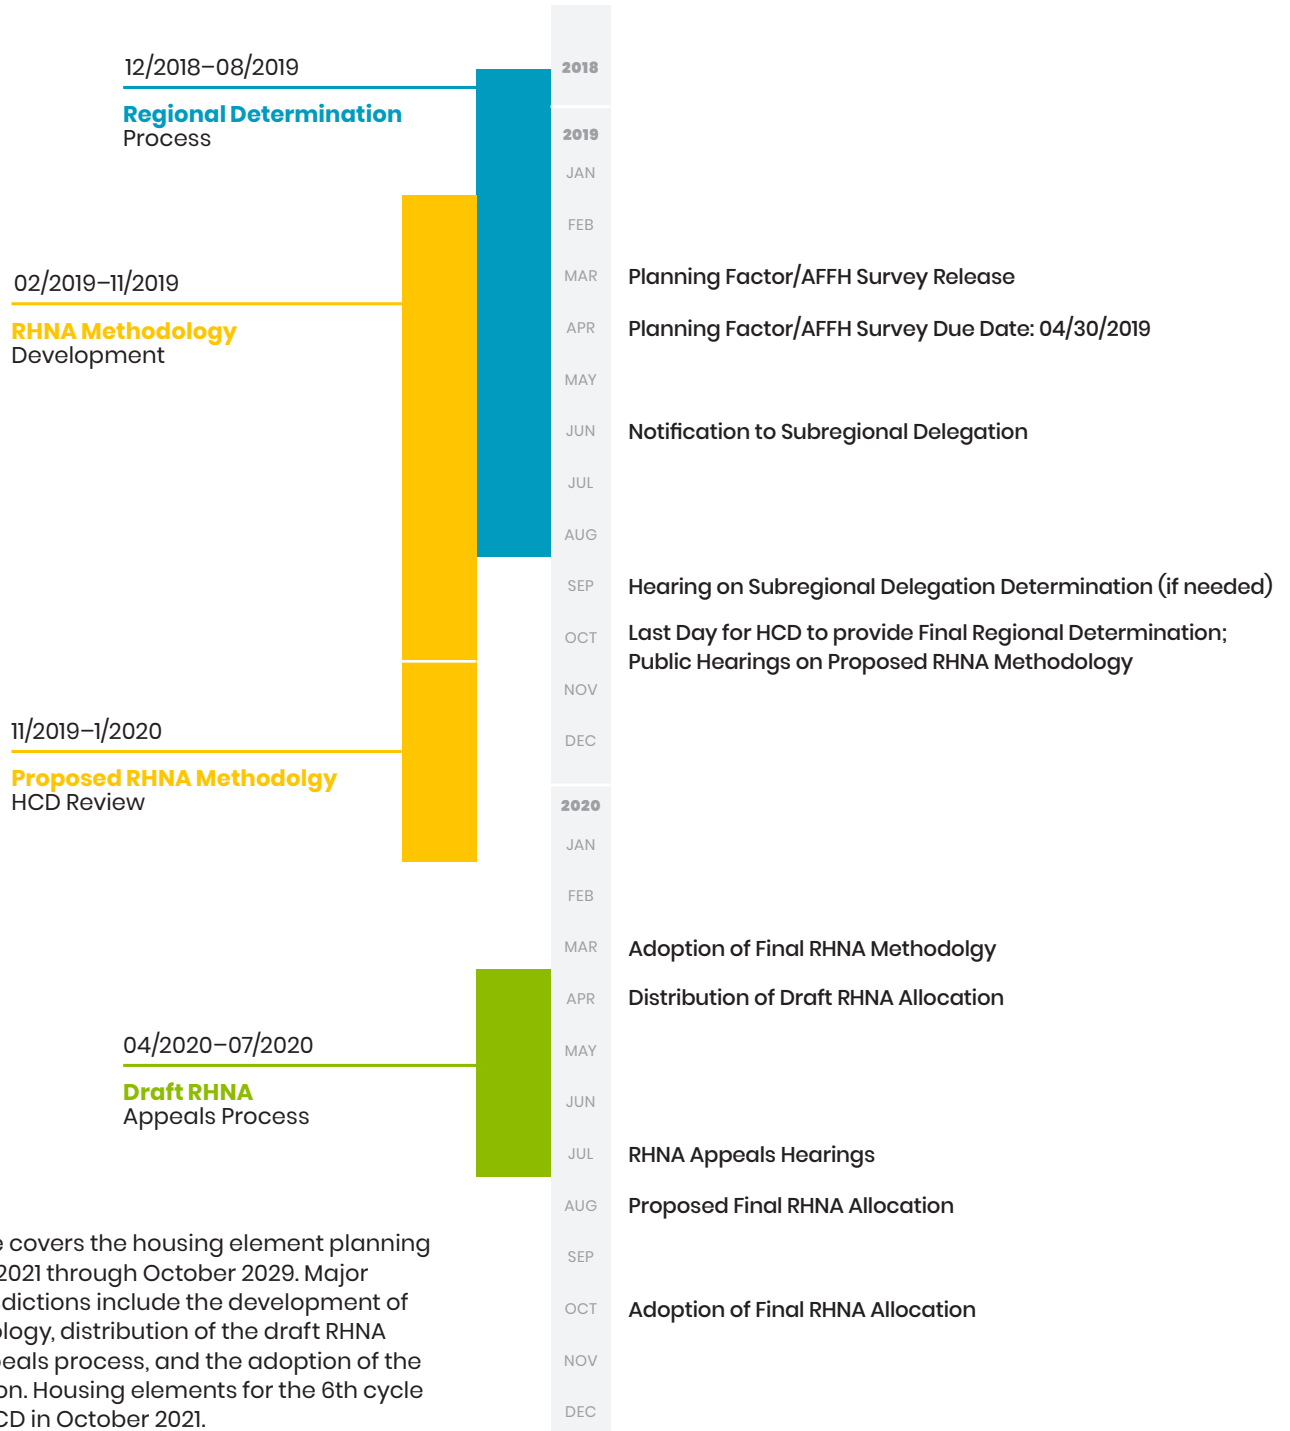 12/2018–08/2019
Regional Determination
Process
02/2019–11/2019
RHNA Methodology
Development
11/2019–1/2020
Proposed RHNA Methodolgy
HCD Review
04/2020–07/2020
Draft RHNA
Appeals Process
2018
2019
JAN
FEB
MAR Planning Factor/AFFH Survey Release
APR Planning Factor/AFFH Survey Due Date: 04/30/2019
MAY
JUN Notification to Subregional Delegation
JUL
AUG
SEP Hearing on Subregional Delegation Determination (if needed)
OCT Last Day for HCD to provide Final Regional Determination;
Public Hearings on Proposed RHNA Methodology
NOV
DEC
2020
JAN
FEB
MAR Adoption of Final RHNA Methodolgy
APR Distribution of Draft RHNA Allocation
MAY
JUN
JUL RHNA Appeals Hearings
AUG Proposed Final RHNA Allocation
SEP
OCT Adoption of Final RHNA Allocation
NOV
DEC
covers the housing element planning
2021 through October 2029. Major
include the development of
distribution of the draft RHNA
process, and the adoption of the
Housing elements for the 6th cycle
in October 2021.